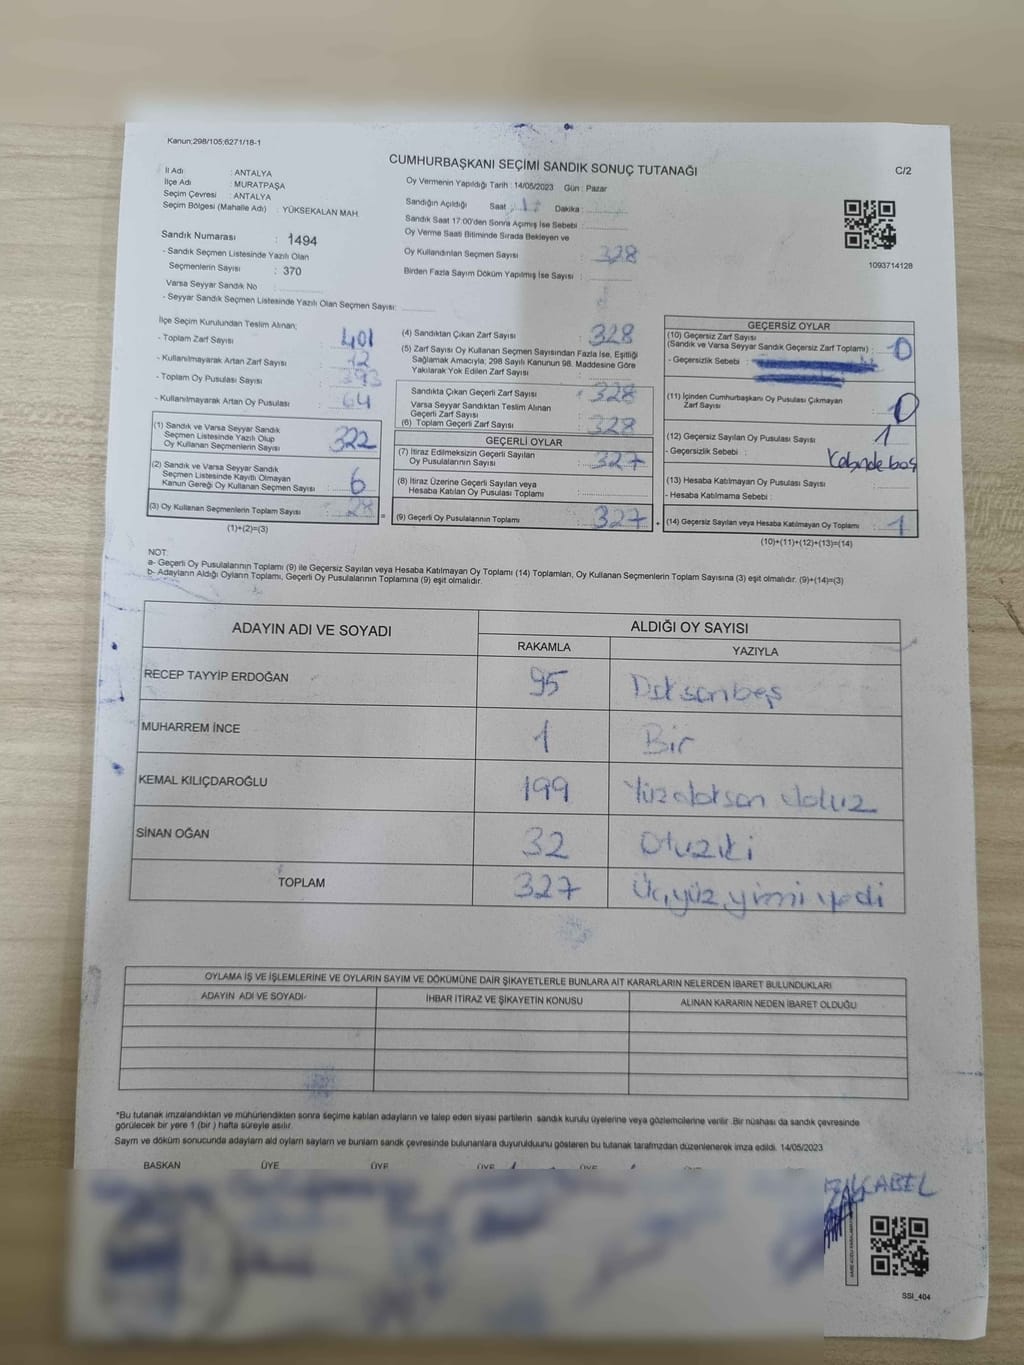 Kanun;298/105;6271/18-1
CUMHURBAŞKANI SEÇİMİ SANDIK SONUÇ TUTANAĞI
C/2
İl Adı : ANTALYA
İlçe Adı : MURATPAŞA
Seçim Çevresi : ANTALYA
Seçim Bölgesi (Mahalle Adı) : YÜKSEKALAN MAH.
Sandık Numarası : 1494
- Sandık Seçmen Listesinde Yazılı Olan
Seçmenlerin Sayısı : 370
Varsa Seyyar Sandık No
- Seyyar Sandık Seçmen Listesinde Yazılı Olan Seçmen Sayısı:
Oy Vermenin Yapıldığı Tarih : 14/05/2023 Gün : Pazar
Sandığın Açıldığı Saat : 17 Dakika :
Sandık Saat 17:00'den Sonra Açımış İse Sebebi :
Oy Verme Saati Bitiminde Sırada Bekleyen ve
Oy Kullandırılan Seçmen Sayısı : 328
Birden Fazla Sayım Döküm Yapılmış İse Sayısı :
1093714128
İlçe Seçim Kurulundan Teslim Alınan;
- Toplam Zarf Sayısı : 401
- Kullanılmayarak Artan Zarf Sayısı :
- Toplam Oy Pusulası Sayısı : 393
- Kullanılmayarak Artan Oy Pusulası : 64
(1) Sandık ve Varsa Seyyar Sandık
Seçmen Listesinde Yazılı Olup
Oy Kullanan Seçmenlerin Sayısı : 322
(2) Sandık ve Varsa Seyyar Sandık
Seçmen Listesinde Kayıtlı Olmayan
Kanun Gereği Oy Kullanan Seçmen Sayısı : 6
(3) Oy Kullanan Seçmenlerin Toplam Sayısı : 28
(1)+(2)=(3)
(4) Sandıktan Çıkan Zarf Sayısı : 328
(5) Zarf Sayısı Oy Kullanan Seçmen Sayısından Fazla İse, Eşitliği
Sağlamak Amacıyla; 298 Sayılı Kanunun 98. Maddesine Göre
Yakılarak Yok Edilen Zarf Sayısı :
Sandıkta Çıkan Geçerli Zarf Sayısı : 328
Varsa Seyyar Sandıktan Teslim Alınan
Geçerli Zarf Sayısı :
(6) Toplam Geçerli Zarf Sayısı : 328
GEÇERLİ OYLAR
(7) İtiraz Edilmeksizin Geçerli Sayılan
Oy Pusulalarının Sayısı : 327
(8) İtiraz Üzerine Geçerli Sayılan veya
Hesaba Katılan Oy Pusulası Toplamı :
(9) Geçerli Oy Pusulalarının Toplamı : 327
GEÇERSİZ OYLAR
(10) Geçersiz Zarf Sayısı
(Sandık ve Varsa Seyyar Sandık Geçersiz Zarf Toplamı) : 0
- Geçersizlik Sebebi :
(11) İçinden Cumhurbaşkanı Oy Pusulası Çıkmayan
Zarf Sayısı : 0
(12) Geçersiz Sayılan Oy Pusulası Sayısı : 1
- Geçersizlik Sebebi :
(13) Hesaba Katılmayan Oy Pusulası Sayısı :
- Hesaba Katılmama Sebebi :
(14) Geçersiz Sayılan veya Hesaba Katılmayan Oy Toplamı : 1
(10)+(11)+(12)+(13)=(14)
NOT:
a- Geçerli Oy Pusulalarının Toplamı (9) ile Geçersiz Sayılan veya Hesaba Katılmayan Oy Toplamı (14) Toplamları, Oy Kullanan Seçmenlerin Toplam Sayısına (3) eşit olmalıdır. (9)+(14)=(3)
b- Adayların Aldığı Oyların Toplamı, Geçerli Oy Pusulalarının Toplamına (9) eşit olmalıdır.
ADAYIN ADI VE SOYADI
ALDIĞI OY SAYISI
RAKAMLA YAZIYLA
RECEP TAYYİP ERDOĞAN 95 Doksanbeş
MUHARREM İNCE 1 Bir
KEMAL KILIÇDAROĞLU 199 Yüzdoksan dokuz
SİNAN OĞAN 32 Otuziki
TOPLAM 327 Üçyüz yirmi yedi
OYLAMA İŞ VE İŞLEMLERİNE VE OYLARIN SAYIM VE DÖKÜMÜNE DAİR ŞİKAYETLERLE BUNLARA AİT KARARLARIN NELERDEN İBARET BULUNDUKLARI
ADAYIN ADI VE SOYADI İHBAR İTİRAZ VE ŞİKAYETİN KONUSU ALINAN KARARIN NEDEN İBARET OLDUĞU
*Bu tutanak imzalandıktan ve mühürlendikten sonra seçime katılan adayların ve talep eden siyasi partilerin sandık kurulu üyelerine veya gözlemcilerine verilir. Bir nüshası da sandık çevresinde
görülecek bir yere 1 (bir) hafta süreyle asılır.
Sayım ve döküm sonucunda adayların ald oyların sayları ve bunların sandk çevresinde bulunanlara duyurulduunu gösteren bu tutanak tarafmzdan düzenlenerek imza edildi. 14/05/2023
BAŞKAN ÜYE ÜYE ÜYE ÜYE
SSI_404